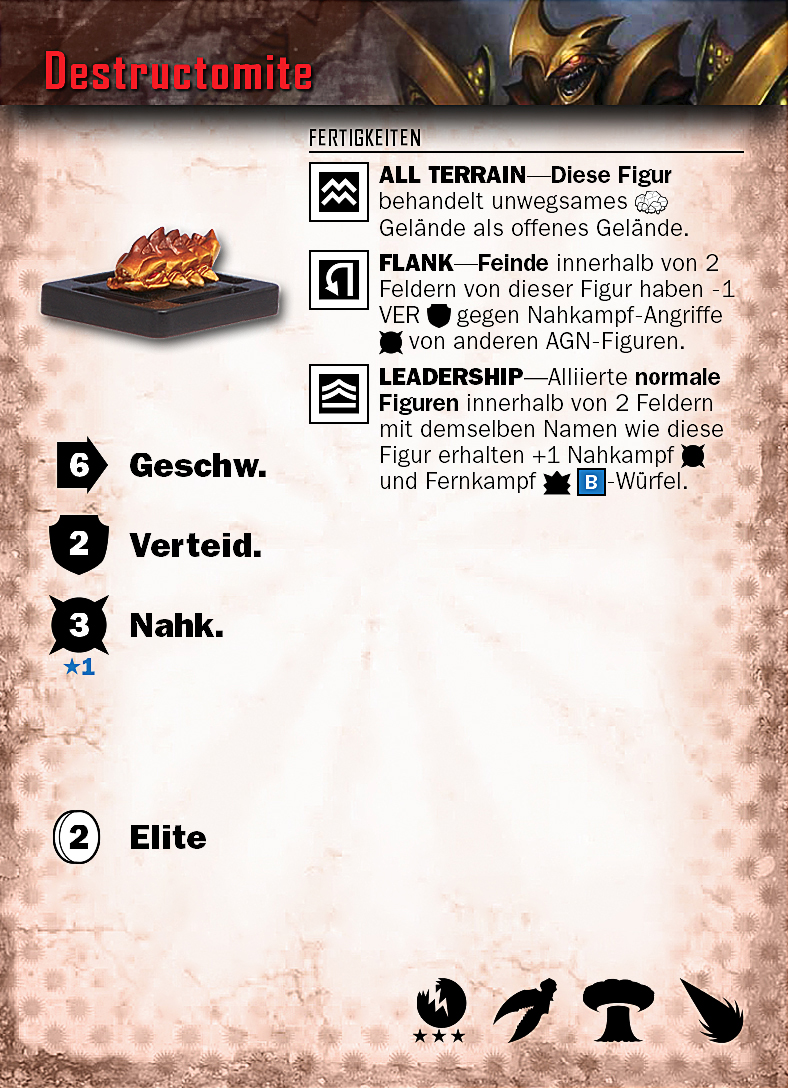 Destructomite
FERTIGKEITEN
ALL TERRAIN—Diese Figur
behandelt unwegsames
Gelände als offenes Gelände.
FLANK—Feinde innerhalb von 2
Feldern von dieser Figur haben -1
VER gegen Nahkampf-Angriffe
von anderen AGN-Figuren.
LEADERSHIP—Alliierte normale
Figuren innerhalb von 2 Feldern
mit demselben Namen wie diese
Figur erhalten +1 Nahkampf
und Fernkampf B-Würfel.
6 Geschw.
2 Verteid.
3 Nahk.
★1
2 Elite